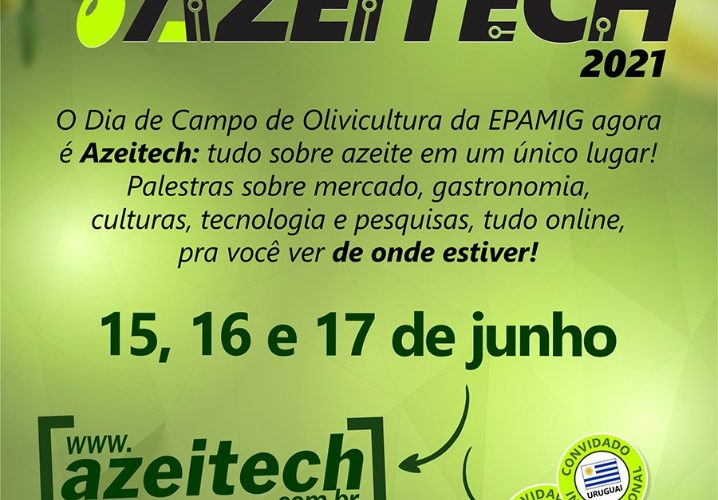 AZEITECH
2021
O Dia de Campo de Olivicultura da EPAMIG agora
é Azeitech: tudo sobre azeite em um único lugar!
Palestras sobre mercado, gastronomia,
culturas, tecnologia e pesquisas, tudo online,
pra você ver de onde estiver!
15, 16 e 17 de junho
www.
azeitech
.com.br
CONVIDADO
URUGUAI